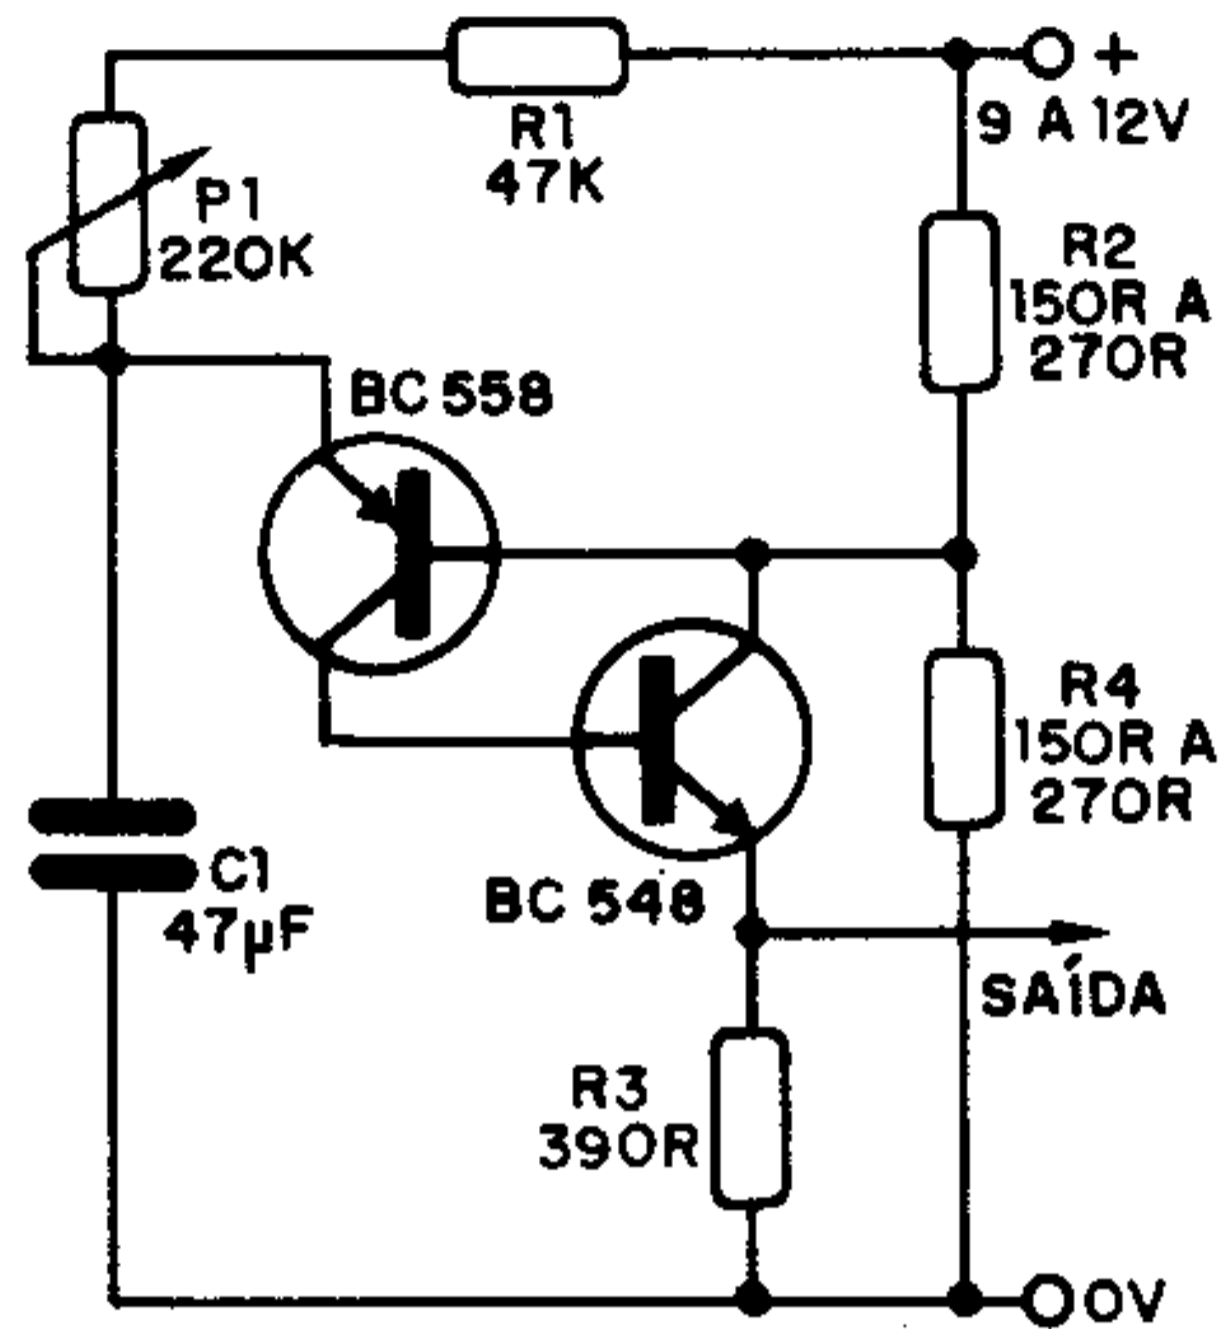 +
9 A 12V
R1
47K
P1
220K
R2
150R A
270R
BC 558
R4
150R A
270R
C1
47µF
BC 548
SAÍDA
R3
390R
0V